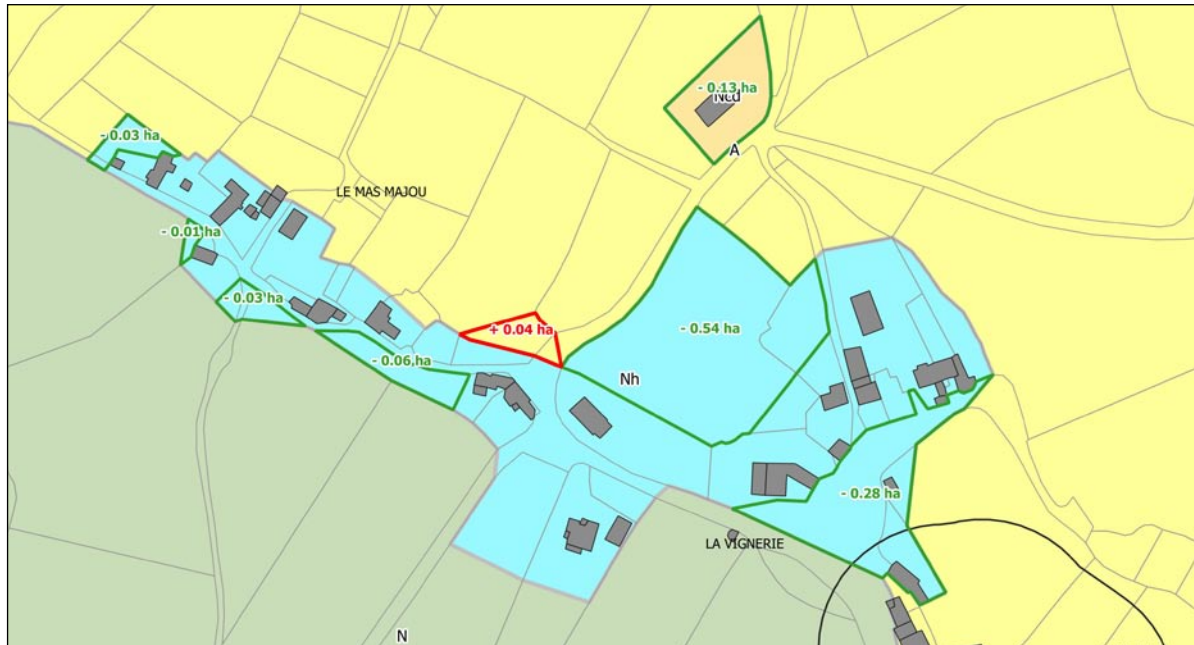 - 0.13 ha
Ncd
- 0.03 ha
A
LE MAS MAJOU
- 0.01 ha
- 0.03 ha
+ 0.04 ha
- 0.54 ha
- 0.06 ha
Nh
- 0.28 ha
LA VIGNERIE
N